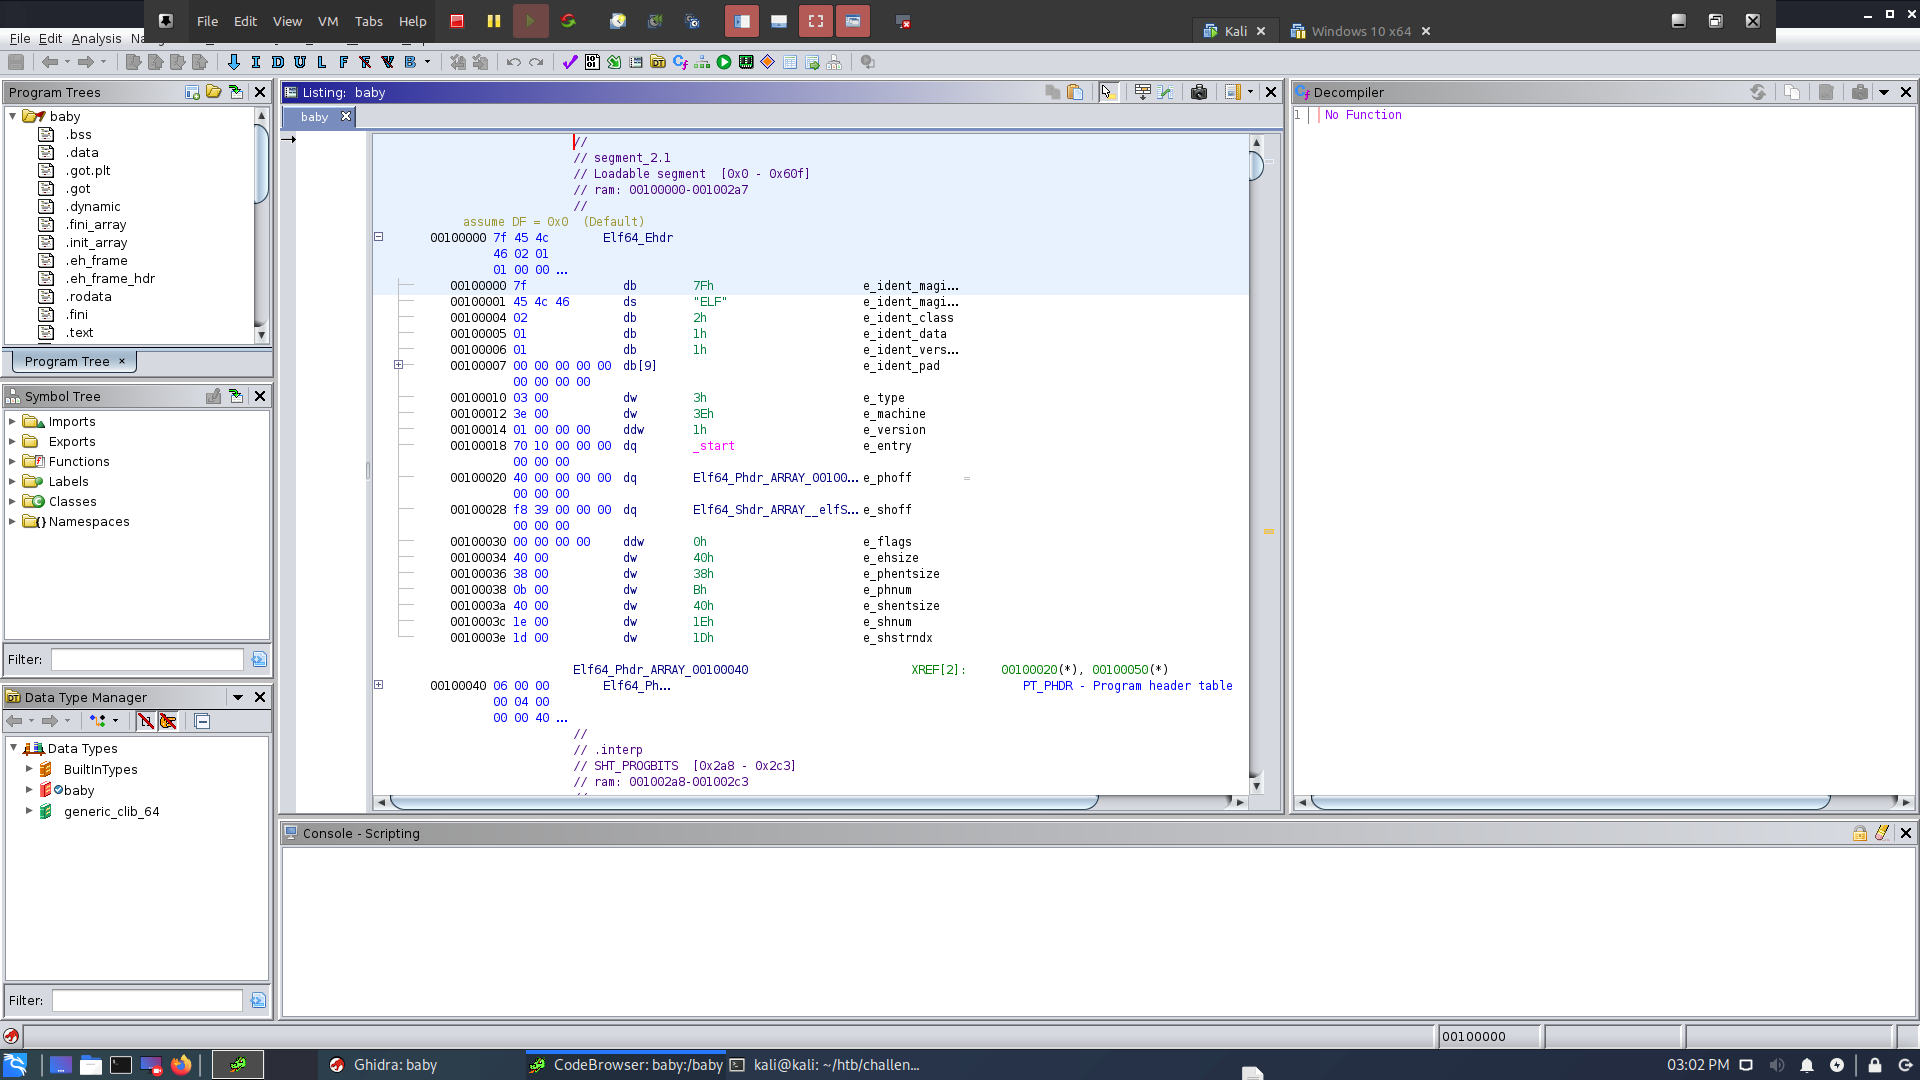 File Edit View VM Tabs Help
Kali
Windows 10 x64
File Edit Analysis
I D U L F B
Program Trees
baby
.bss
.data
.got.plt
.got
.dynamic
.fini_array
.init_array
.eh_frame
.eh_frame_hdr
.rodata
.fini
.text
Program Tree ×
Symbol Tree
Imports
Exports
Functions
Labels
Classes
Namespaces
Filter:
Data Type Manager
Data Types
BuiltInTypes
baby
generic_clib_64
Filter:
Listing: baby
baby
//
// segment_2.1
// Loadable segment [0x0 - 0x60f]
// ram: 00100000-001002a7
//
assume DF = 0x0 (Default)
00100000 7f 45 4c Elf64_Ehdr
46 02 01
01 00 00 ...
00100000 7f db 7Fh e_ident_magi...
00100001 45 4c 46 ds "ELF" e_ident_magi...
00100004 02 db 2h e_ident_class
00100005 01 db 1h e_ident_data
00100006 01 db 1h e_ident_vers...
00100007 00 00 00 00 00 db[9] e_ident_pad
00 00 00 00
00100010 03 00 dw 3h e_type
00100012 3e 00 dw 3Eh e_machine
00100014 01 00 00 00 ddw 1h e_version
00100018 70 10 00 00 00 dq _start e_entry
00 00 00
00100020 40 00 00 00 00 dq Elf64_Phdr_ARRAY_00100... e_phoff =
00 00 00
00100028 f8 39 00 00 00 dq Elf64_Shdr_ARRAY__elfS... e_shoff
00 00 00
00100030 00 00 00 00 ddw 0h e_flags
00100034 40 00 dw 40h e_ehsize
00100036 38 00 dw 38h e_phentsize
00100038 0b 00 dw Bh e_phnum
0010003a 40 00 dw 40h e_shentsize
0010003c 1e 00 dw 1Eh e_shnum
0010003e 1d 00 dw 1Dh e_shstrndx
Elf64_Phdr_ARRAY_00100040 XREF[2]: 00100020(*), 00100050(*)
00100040 06 00 00 Elf64_Ph... PT_PHDR - Program header table
00 04 00
00 00 40 ...
//
// .interp
// SHT_PROGBITS [0x2a8 - 0x2c3]
// ram: 001002a8-001002c3
Decompiler
1 No Function
Console - Scripting
00100000
Ghidra: baby
CodeBrowser: baby:/baby
kali@kali: ~/htb/challen...
03:02 PM